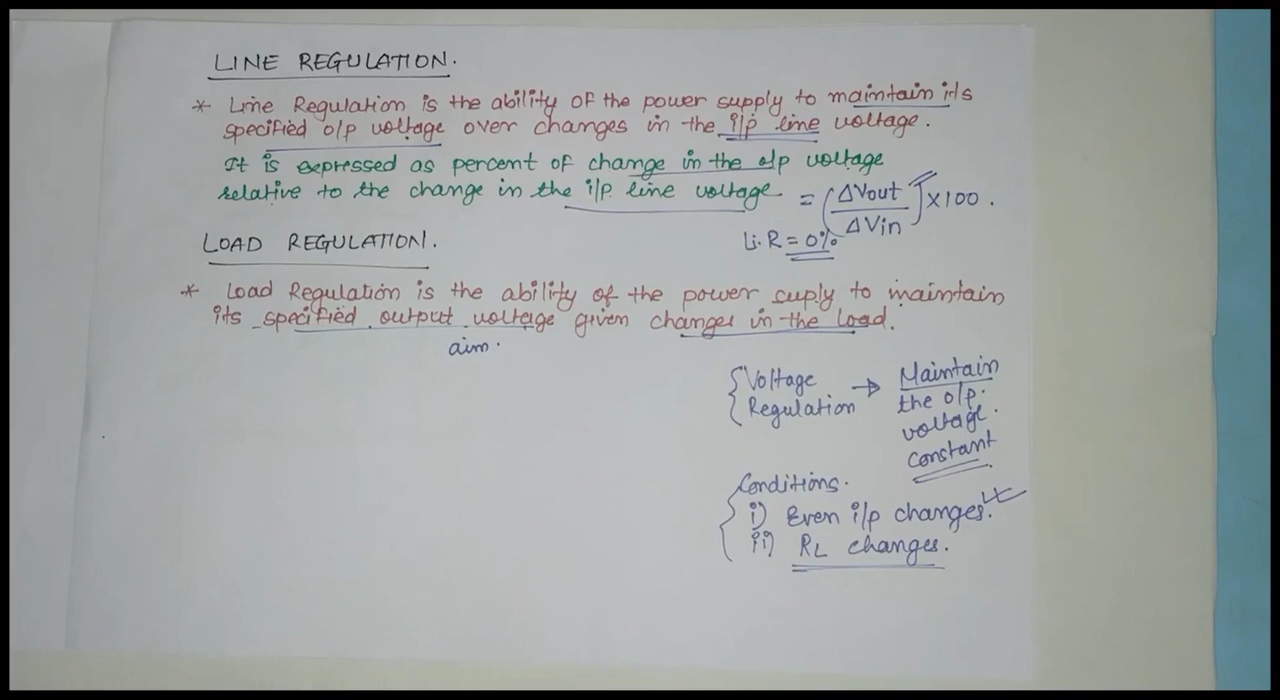 LINE REGULATION.
* Line Regulation is the ability of the power supply to maintain its
specified o/p voltage over changes in the i/p line voltage.
It is expressed as percent of change in the o/p voltage
relative to the change in the i/p line voltage = (ΔVout/ΔVin] X100.
Li.R = 0%
LOAD REGULATION.
* Load Regulation is the ability of the power suply to maintain
its specified output voltage given changes in the load.
aim.
{Voltage Regulation → Maintain
the o/p.
voltage.
constant
Conditions.
i) Even i/p changes.
ii) RL changes.